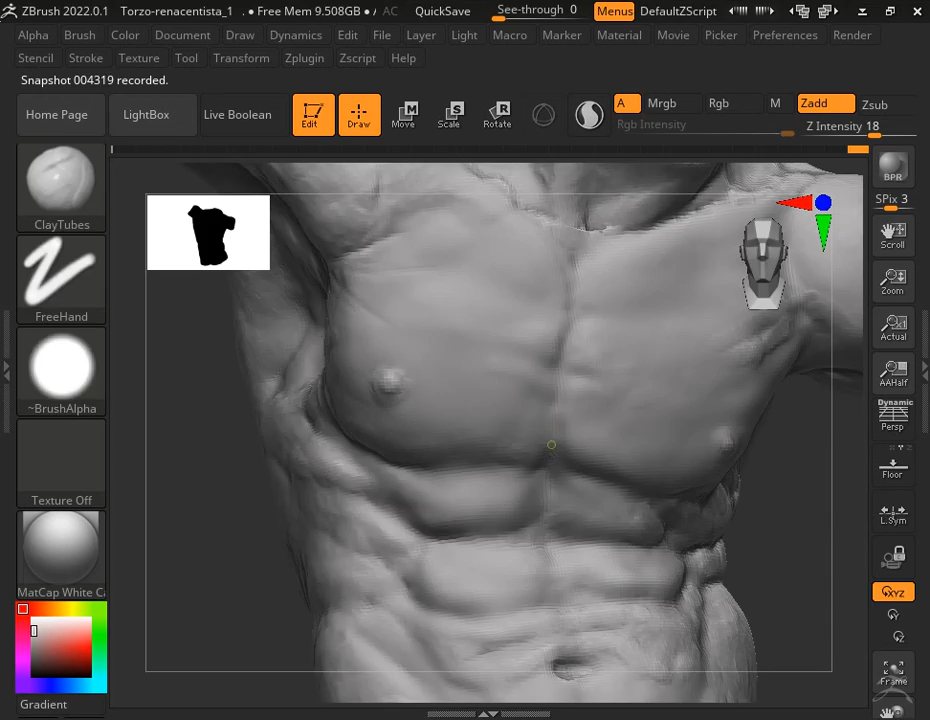 ZBrush 2022.0.1 Torzo-renacentista_1 . • Free Mem 9.508GB • A AC QuickSave See-through 0 Menus DefaultZScript
Alpha Brush Color Document Draw Dynamics Edit File Layer Light Macro Marker Material Movie Picker Preferences Render
Stencil Stroke Texture Tool Transform Zplugin Zscript Help
Snapshot 004319 recorded.
Home Page LightBox Live Boolean Edit Draw Move Scale Rotate A Mrgb Rgb M Zadd Zsub
M S R
Rgb Intensity Z Intensity 18
ClayTubes
FreeHand
~BrushAlpha
Texture Off
MatCap White Ca
Gradient
BPR
SPix 3
Scroll
Zoom
Actual
AAHalf
Dynamic
Persp
Floor
L.Sym
XYZ
Y
Z
Frame